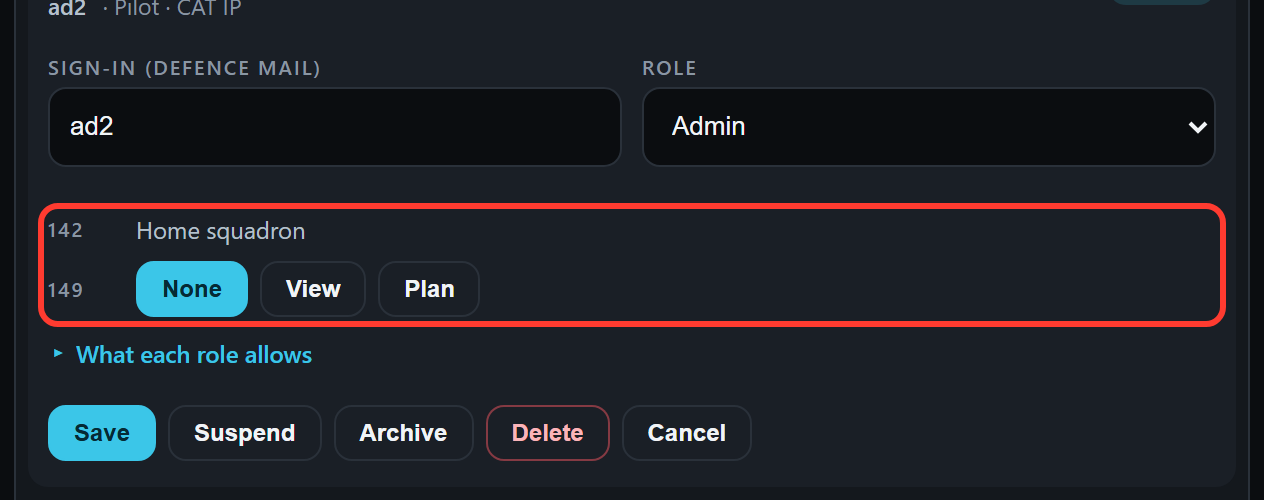 ad2 · Pilot · CAT IP
SIGN-IN (DEFENCE MAIL) ROLE
ad2 Admin
142 Home squadron
149 None View Plan
▸ What each role allows
Save Suspend Archive Delete Cancel